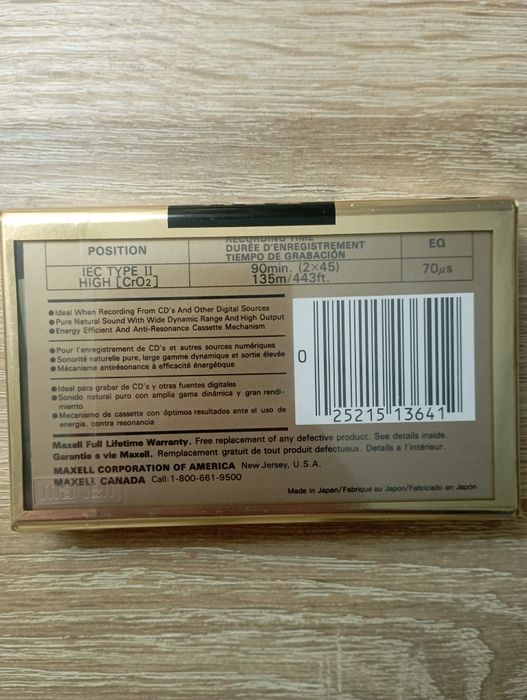 POSITION
RECORDING TIME
DURÉE D'ENREGISTREMENT
TIEMPO DE GRABACIÓN
EQ
IEC TYPE II
HIGH [CrO2]
90min. (2×45)
135m/443ft.
70μs
●Ideal When Recording From CD's And Other Digital Sources
●Pure Natural Sound With Wide Dynamic Range And High Output
●Energy Efficient And Anti-Resonance Cassette Mechanism
●Pour l'enregistrement de CD's et autres sources numériques
●Sonorité naturelle pure, large gamme dynamique et sortie élevée
●Mécanisme antirésonance à efficacité énergétique
●Ideal para grabar de CD's y otras fuentes digitales
●Sonido natural puro con amplia gama dinámica y gran rendi-
miento
●Mecanismo de cassette con óptimos resultados ante el uso de
energía, contra resonancia
0 25215 13641
Maxell Full Lifetime Warranty. Free replacement of any defective product. See details inside.
Garantie a vie Maxell. Remplacement gratuit de tout produit defectueux. Details a l'intérieur.
MAXELL CORPORATION OF AMERICA New Jersey, U.S.A.
MAXELL CANADA Call:1-800-661-9500
maxell
Made in Japan/Fabriqué au Japon/Fabricado en Japón